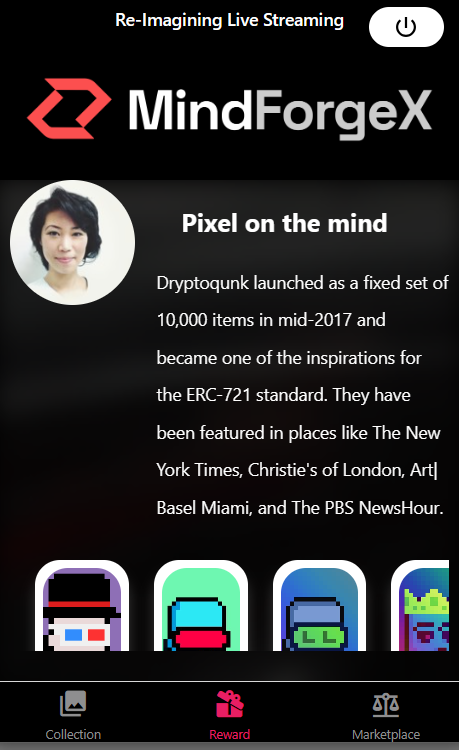 Re-Imagining Live Streaming
MindForgeX
Pixel on the mind
Dryptoqunk launched as a fixed set of
10,000 items in mid-2017 and
became one of the inspirations for
the ERC-721 standard. They have
been featured in places like The New
York Times, Christie's of London, Art|
Basel Miami, and The PBS NewsHour.
Collection
Reward
Marketplace